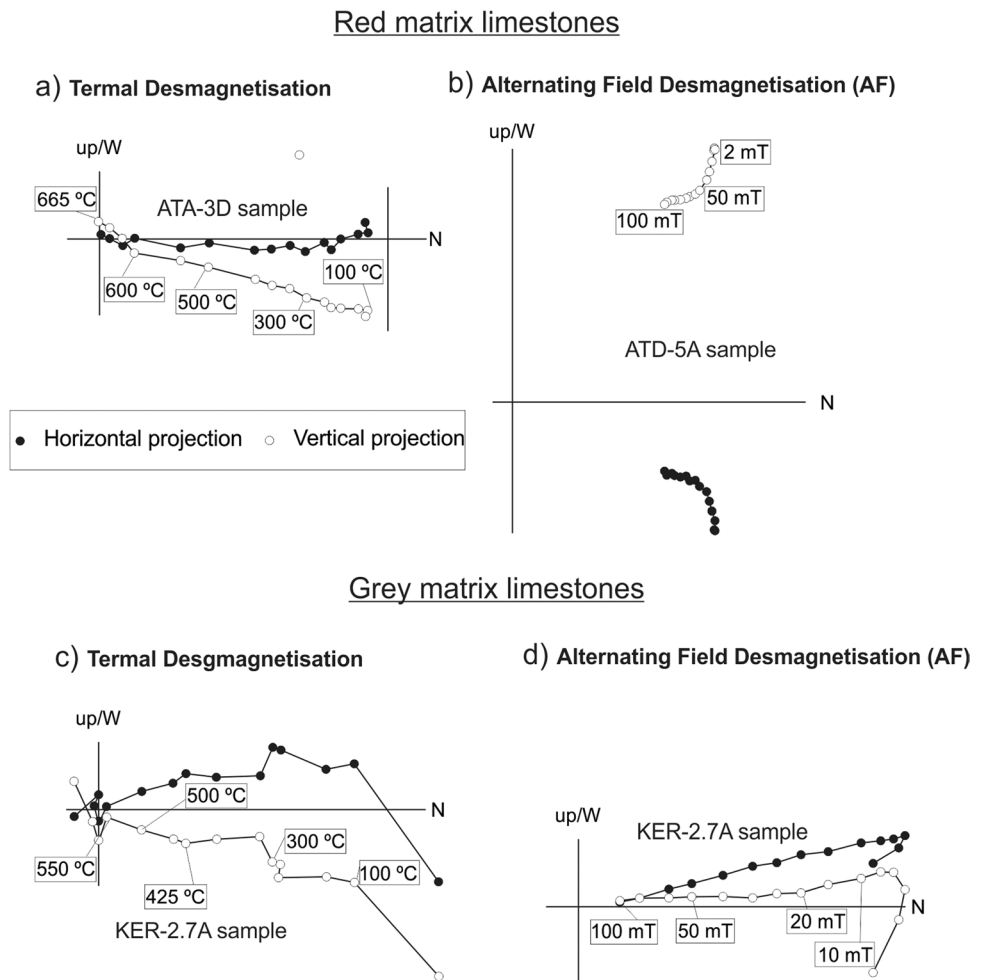 Red matrix limestones
a) Termal Desmagnetisation
up/W
665 ºC
ATA-3D sample
N
100 ºC
600 ºC
500 ºC
300 ºC
b) Alternating Field Desmagnetisation (AF)
up/W
2 mT
50 mT
100 mT
ATD-5A sample
N
Horizontal projection
Vertical projection
Grey matrix limestones
c) Termal Desgmagnetisation
up/W
N
500 ºC
300 ºC
550 ºC
100 ºC
425 ºC
KER-2.7A sample
d) Alternating Field Desmagnetisation (AF)
up/W
KER-2.7A sample
N
100 mT
50 mT
20 mT
10 mT